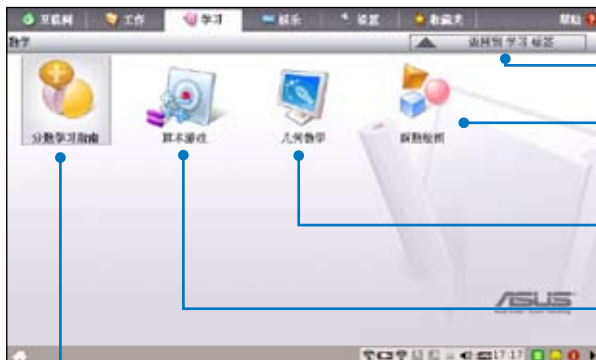 互联网 工作 学习 娱乐 设置 收藏夹 帮助
数学
返回到 学习 标签
分数学习指南 算术游戏 几何数学 函数绘图
ASUS
17:17